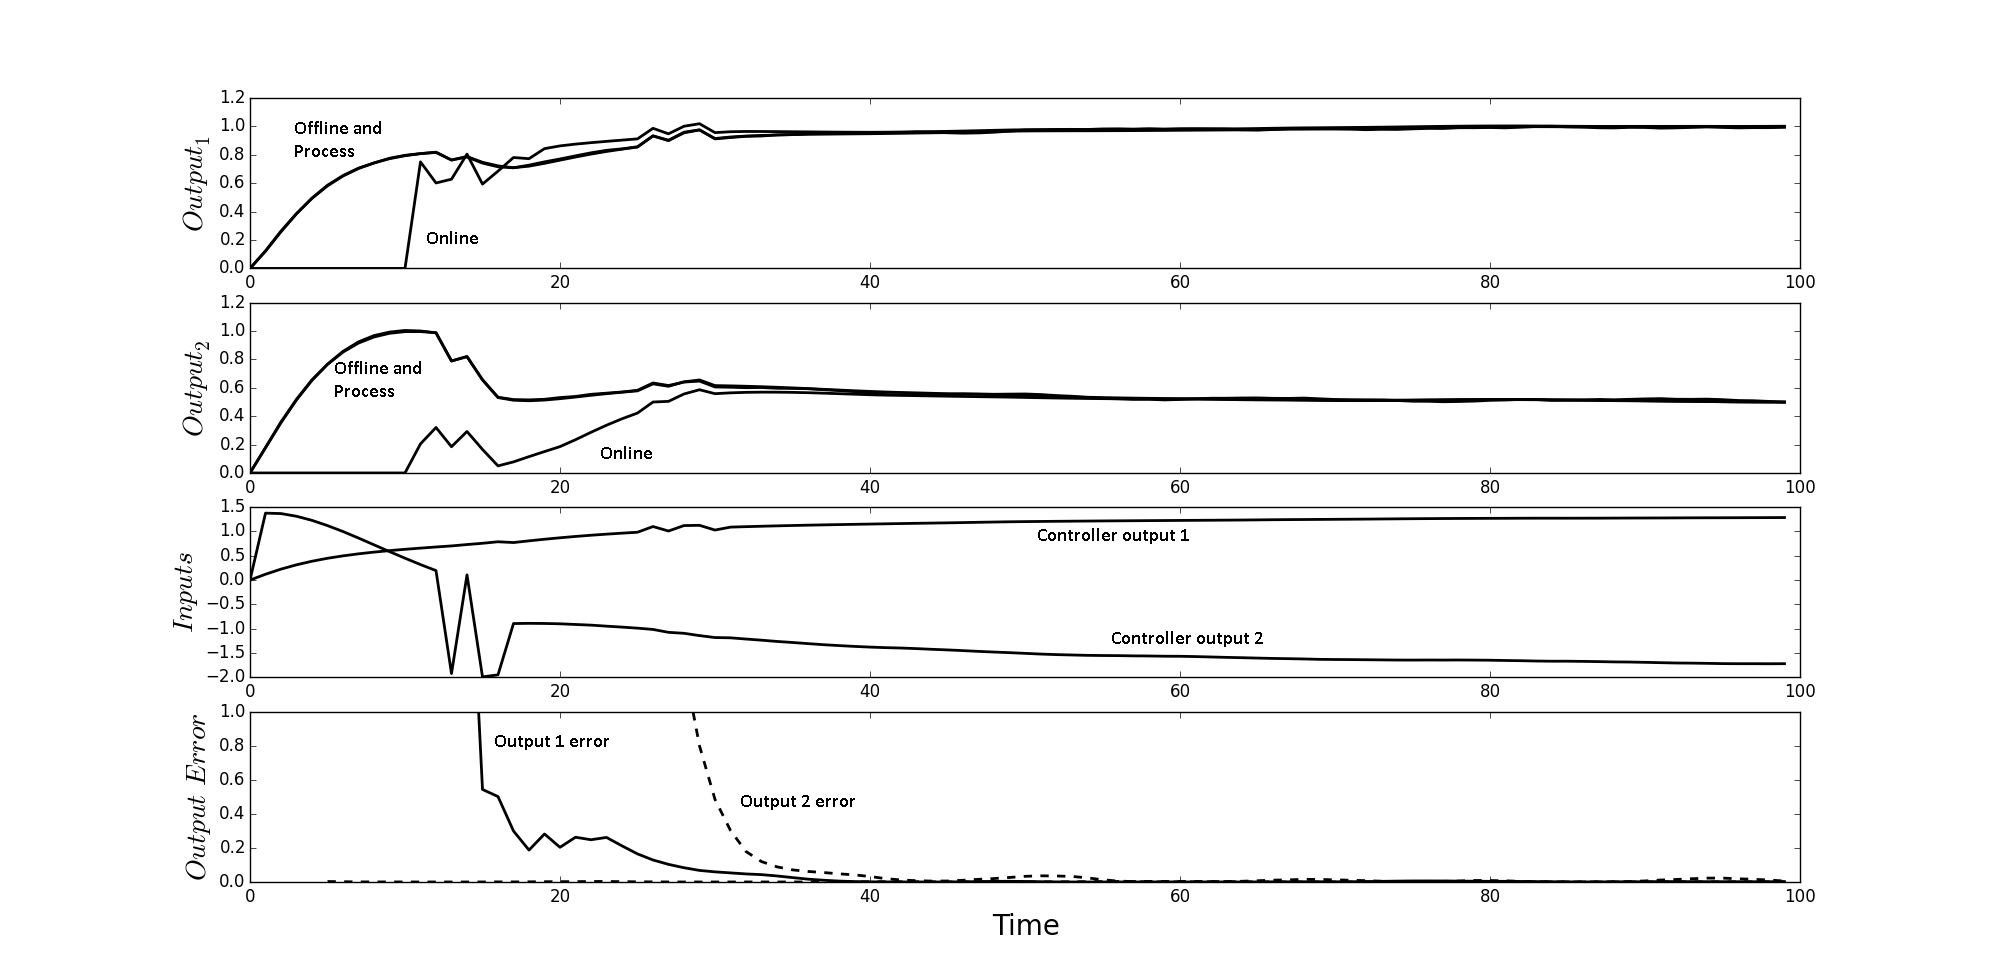 1.2
1.0
0.8
0.6
0.4
0.2
0.0
Output1
Offline and
Process
Online
0 20 40 60 80 100
1.2
1.0
0.8
0.6
0.4
0.2
0.0
Output2
Offline and
Process
Online
0 20 40 60 80 100
1.5
1.0
0.5
0.0
−0.5
−1.0
−1.5
−2.0
Inputs
Controller output 1
Controller output 2
0 20 40 60 80 100
1.0
0.8
0.6
0.4
0.2
0.0
Output Error
Output 1 error
Output 2 error
0 20 40 60 80 100
Time